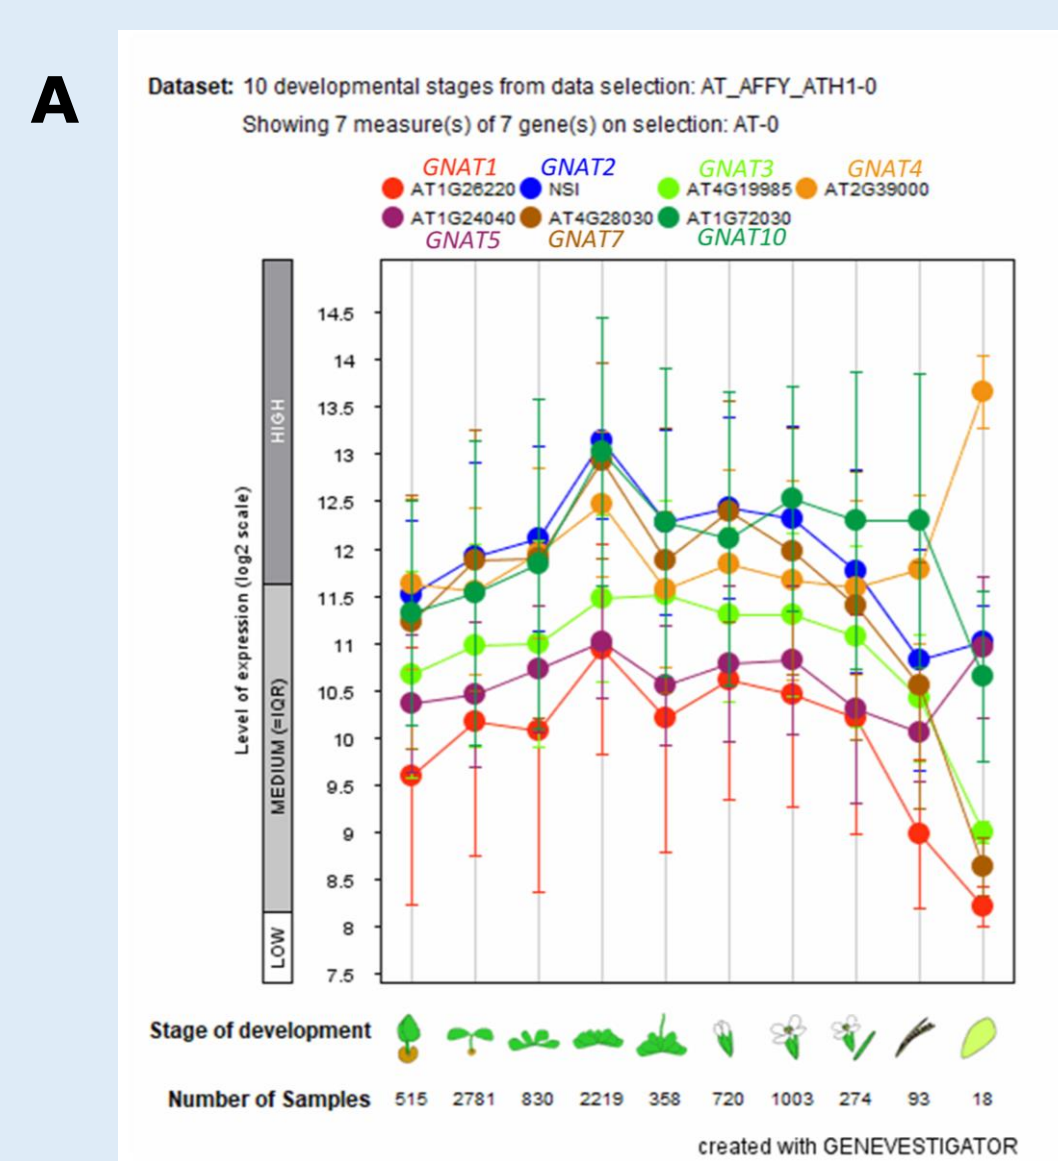 A
Dataset: 10 developmental stages from data selection: AT_AFFY_ATH1-0
Showing 7 measure(s) of 7 gene(s) on selection: AT-0
GNAT1 GNAT2 GNAT3 GNAT4
AT1G26220 NSI AT4G19985 AT2G39000
AT1G24040 AT4G28030 AT1G72030
GNAT5 GNAT7 GNAT10
HIGH
MEDIUM (=IQR)
LOW
Level of expression (log2 scale)
14.5
14
13.5
13
12.5
12
11.5
11
10.5
10
9.5
9
8.5
8
7.5
Stage of development
Number of Samples 515 2781 830 2219 358 720 1003 274 93 18
created with GENEVESTIGATOR